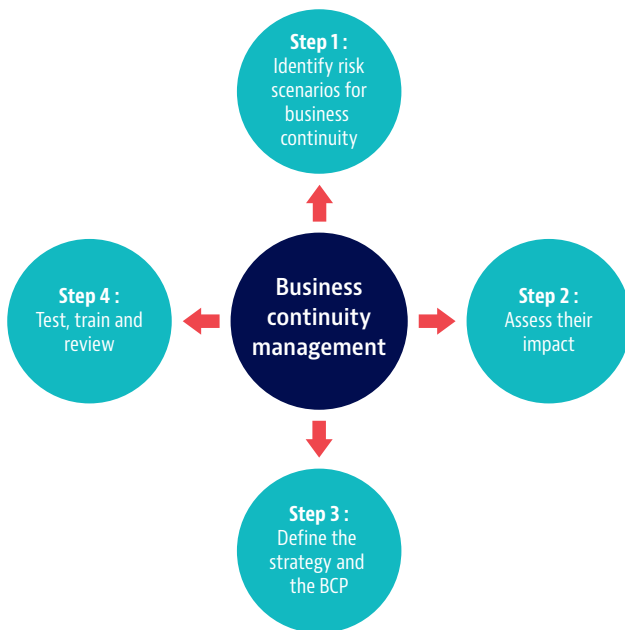 Step 1 :
Identify risk
scenarios for
business
continuity
Business
continuity
management
Step 2 :
Assess their
impact
Step 3 :
Define the
strategy and
the BCP
Step 4 :
Test, train and
review